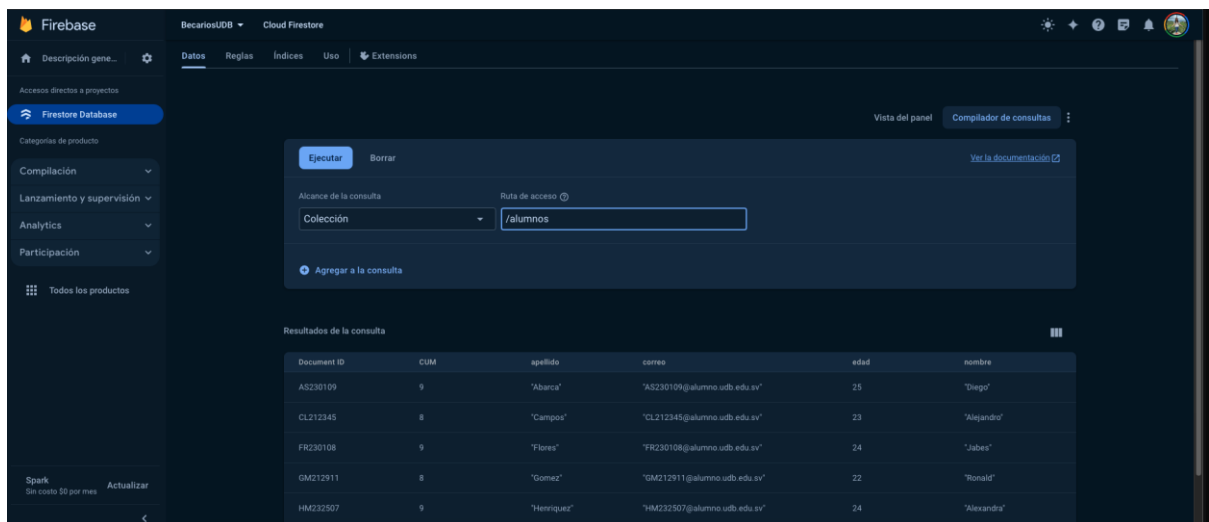 Firebase
BecariosUDB
Cloud Firestore
Descripción gene...
Datos Reglas Índices Uso Extensions
Accesos directos a proyectos
Firestore Database
Vista del panel Compilador de consultas
Categorías de producto
Ejecutar Borrar Ver la documentación
Compilación
Lanzamiento y supervisión
Analytics
Participación
Todos los productos
Alcance de la consulta Ruta de acceso
Colección /alumnos
Agregar a la consulta
Resultados de la consulta
Document ID CUM apellido correo edad nombre
AS230109 9 "Abarca" "AS230109@alumno.udb.edu.sv" 25 "Diego"
CL212345 8 "Campos" "CL212345@alumno.udb.edu.sv" 23 "Alejandro"
FR230108 9 "Flores" "FR230108@alumno.udb.edu.sv" 24 "Jabes"
GM212911 8 "Gomez" "GM212911@alumno.udb.edu.sv" 22 "Ronald"
HM232507 9 "Henriquez" "HM232507@alumno.udb.edu.sv" 24 "Alexandra"
Spark
Sin costo $0 por mes
Actualizar